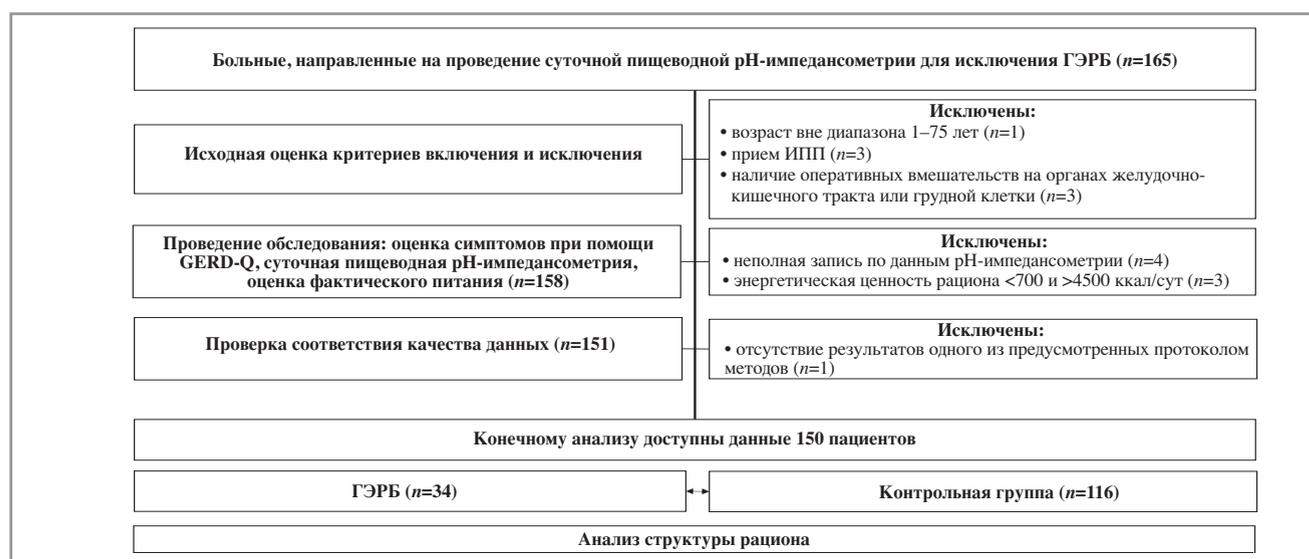 Больные, направленные на проведение суточной пищеводной pH-импедансометрии для исключения ГЭРБ (n=165)
Исходная оценка критериев включения и исключения
Исключены:
• возраст вне диапазона 1–75 лет (n=1)
• прием ИПП (n=3)
• наличие оперативных вмешательств на органах желудочно-
кишечного тракта или грудной клетки (n=3)
Проведение обследования: оценка симптомов при помощи
GERD-Q, суточная пищеводная pH-импедансометрия,
оценка фактического питания (n=158)
Исключены:
• неполная запись по данным pH-импедансометрии (n=4)
• энергетическая ценность рациона <700 и >4500 ккал/сут (n=3)
Проверка соответствия качества данных (n=151)
Исключены:
• отсутствие результатов одного из предусмотренных протоколом
методов (n=1)
Конечному анализу доступны данные 150 пациентов
ГЭРБ (n=34)
Контрольная группа (n=116)
Анализ структуры рациона